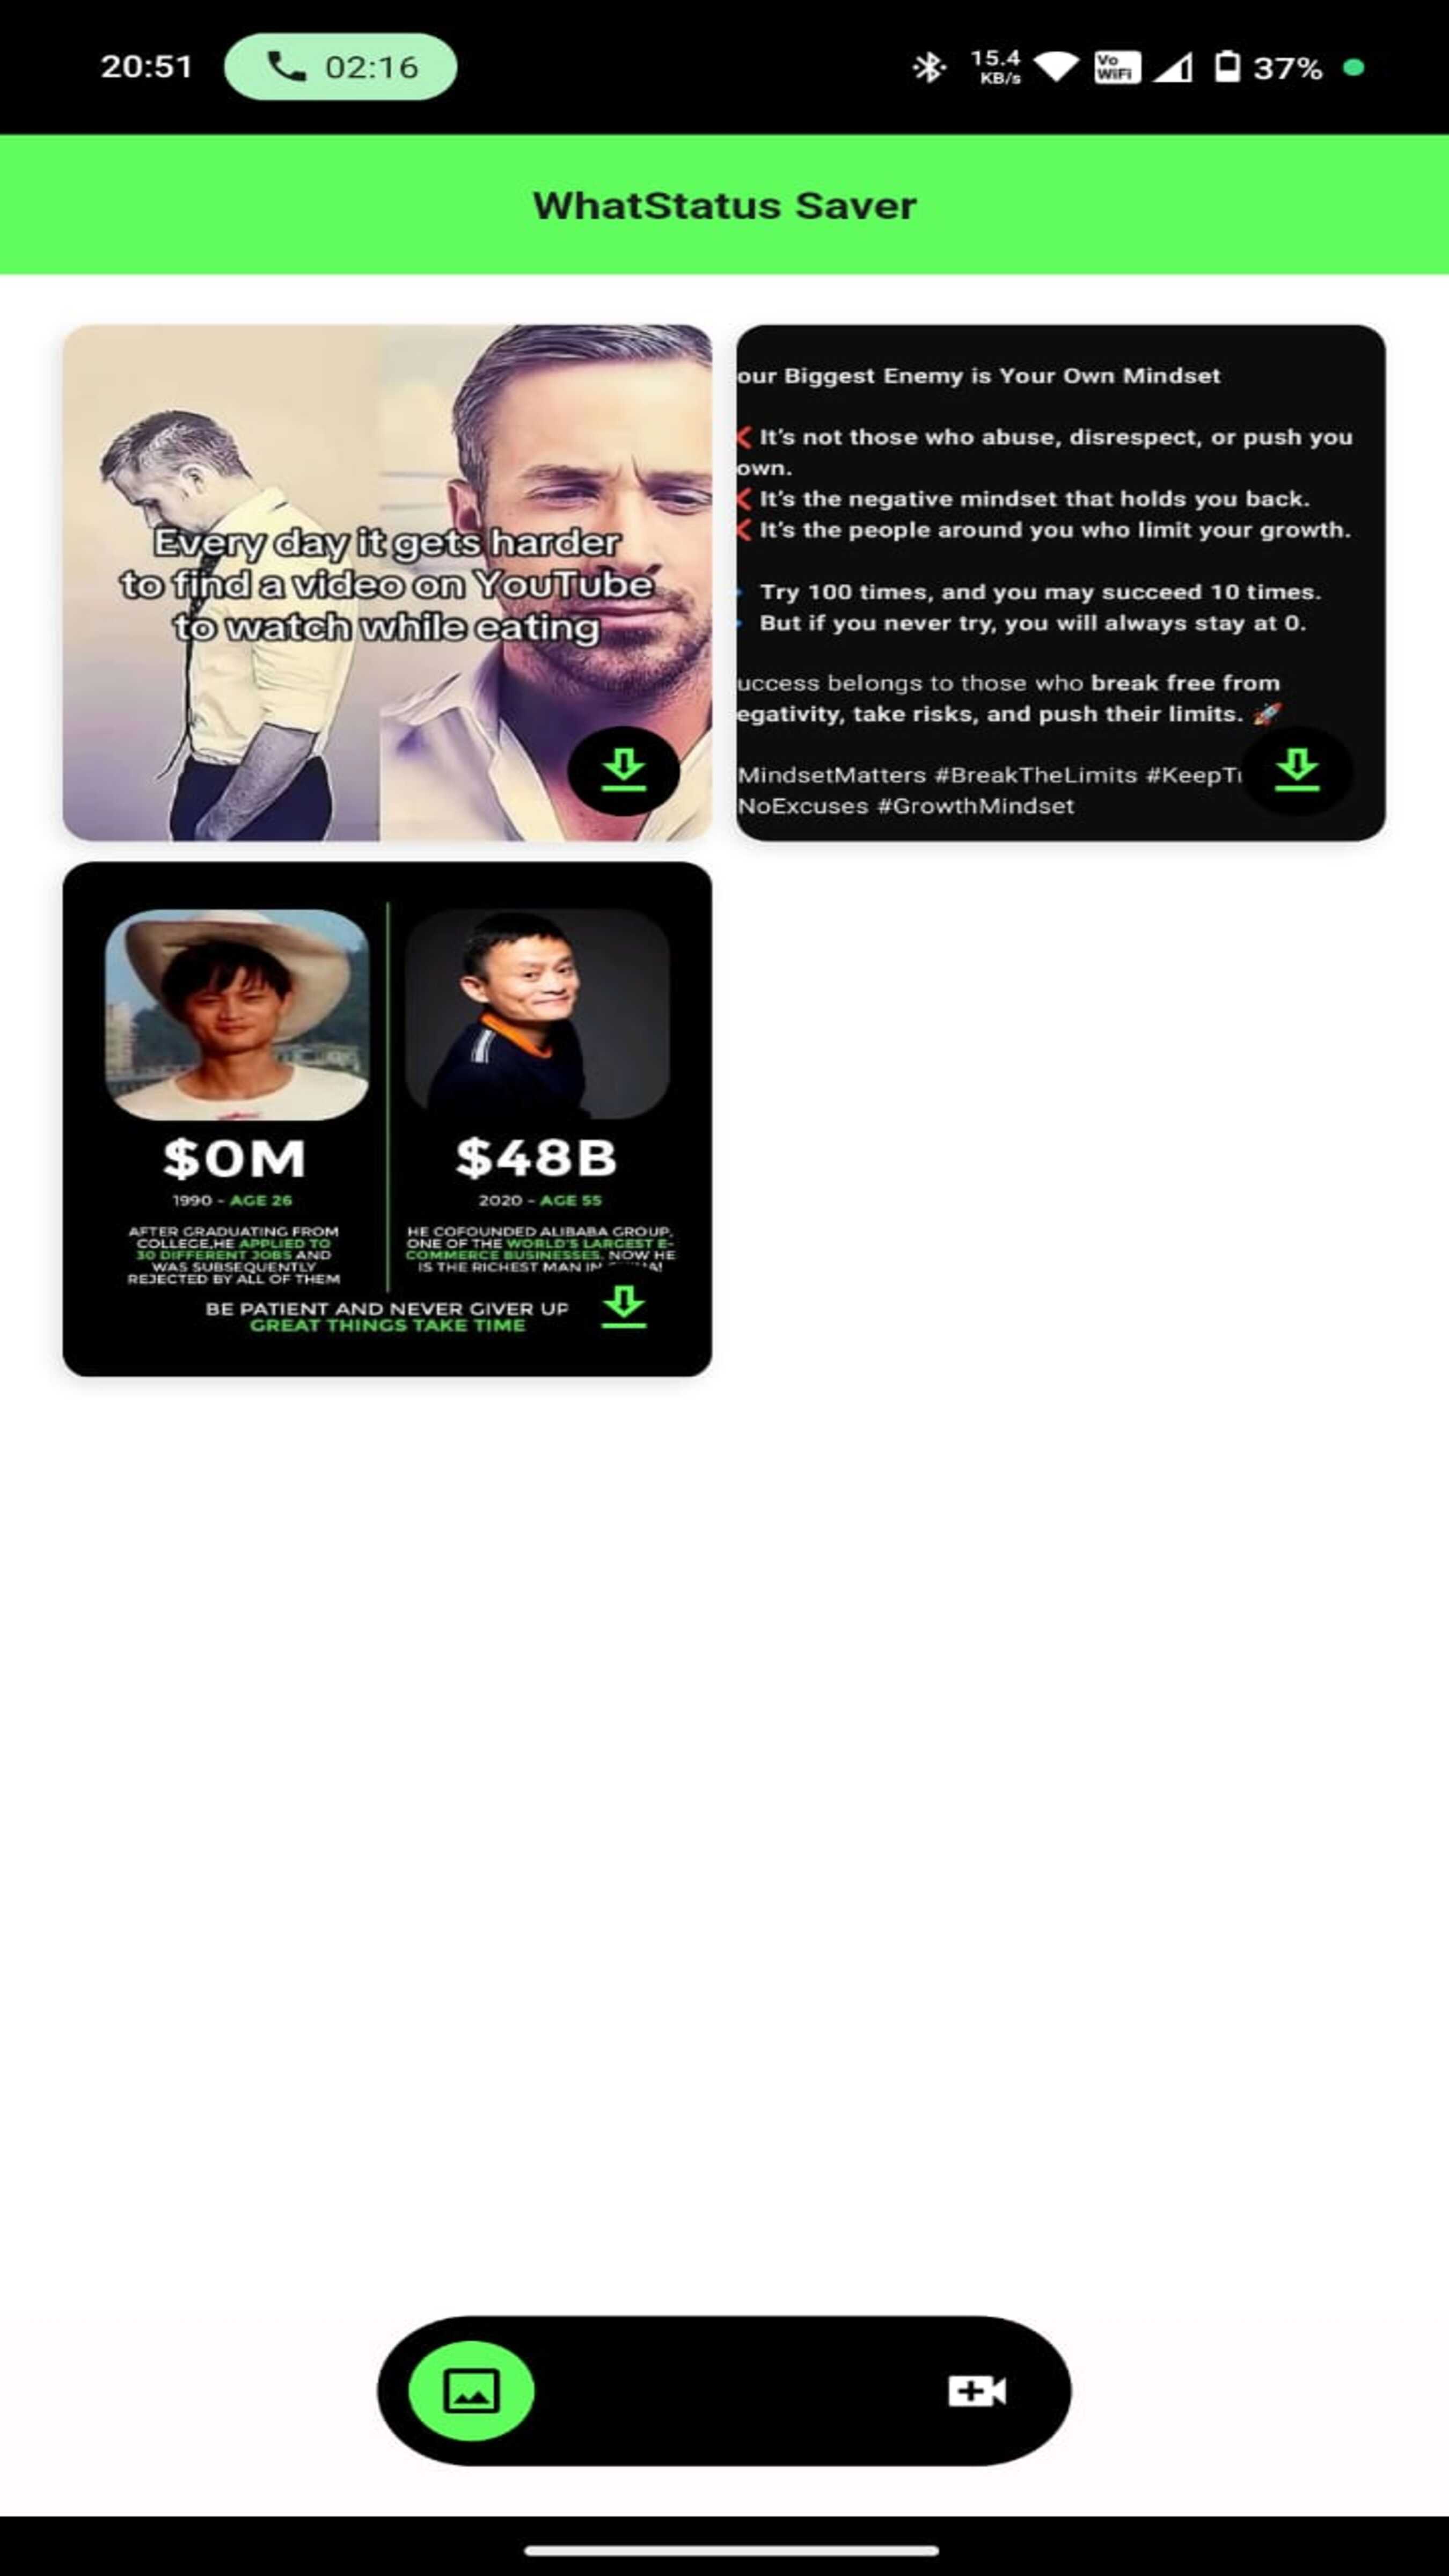 20:51 02:16 15.4 KB/s Vo WiFi 37%
WhatStatus Saver
Every day it gets harder
to find a video on YouTube
to watch while eating
our Biggest Enemy is Your Own Mindset
It's not those who abuse, disrespect, or push you
own.
It's the negative mindset that holds you back.
It's the people around you who limit your growth.
Try 100 times, and you may succeed 10 times.
But if you never try, you will always stay at 0.
uccess belongs to those who break free from
egativity, take risks, and push their limits. 🚀
MindsetMatters #BreakTheLimits #KeepTr
NoExcuses #GrowthMindset
$0M
1990 - AGE 26
AFTER GRADUATING FROM
COLLEGE,HE APPLIED TO
30 DIFFERENT JOBS AND
WAS SUBSEQUENTLY
REJECTED BY ALL OF THEM
$48B
2020 - AGE 55
HE COFOUNDED ALIBABA GROUP,
ONE OF THE WORLD'S LARGEST E-
COMMERCE BUSINESSES. NOW HE
IS THE RICHEST MAN IN
BE PATIENT AND NEVER GIVER UP
GREAT THINGS TAKE TIME